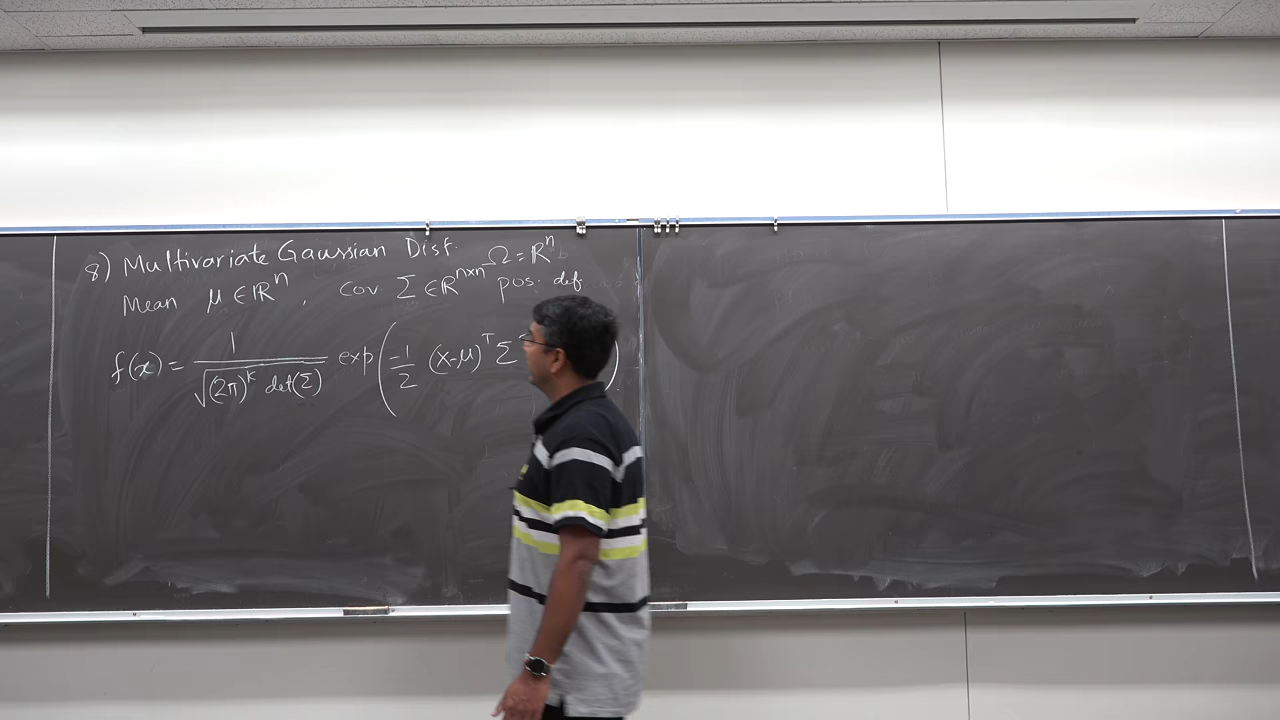 8) Multivariate Gaussian Dist. Ω = ℝⁿ
Mean μ ∈ ℝⁿ, cov Σ ∈ ℝⁿˣⁿ pos. def
f(x) = 1 / √((2π)ᵏ det(Σ)) exp( -1/2 (x-μ)ᵀ Σ ).